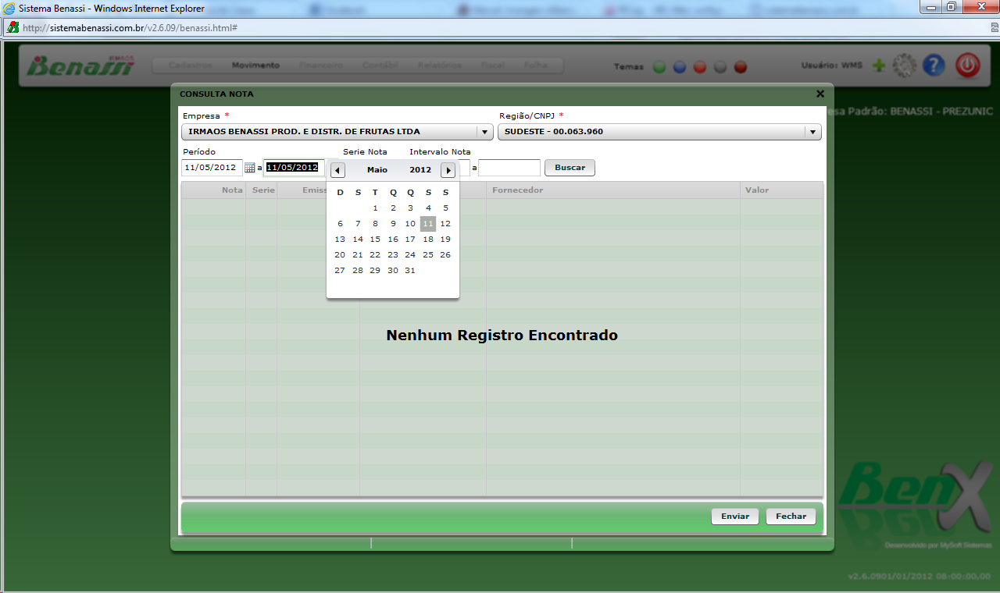 Sistema Benassi - Windows Internet Explorer
http://sistemabenassi.com.br/v2.6.09/benassi.html#
IRMAOS
Benassi
Cadastros Movimento Financeiro Contábil Relatórios Fiscal Folha
Temas
Usuário: WMS
CONSULTA NOTA
sa Padrão: BENASSI - PREZUNIC
Empresa * Região/CNPJ *
IRMAOS BENASSI PROD. E DISTR. DE FRUTAS LTDA SUDESTE - 00.063.960
Período Serie Nota Intervalo Nota
11/05/2012 a 11/05/2012 a Buscar
Maio 2012
Nota Serie Emiss Fornecedor Valor
D S T Q Q S S
1 2 3 4 5
6 7 8 9 10 11 12
13 14 15 16 17 18 19
20 21 22 23 24 25 26
27 28 29 30 31
Nenhum Registro Encontrado
Enviar Fechar
BenX
Desenvolvido por MySoft Sistemas
v2.6.0901/01/2012 08:00:00,00